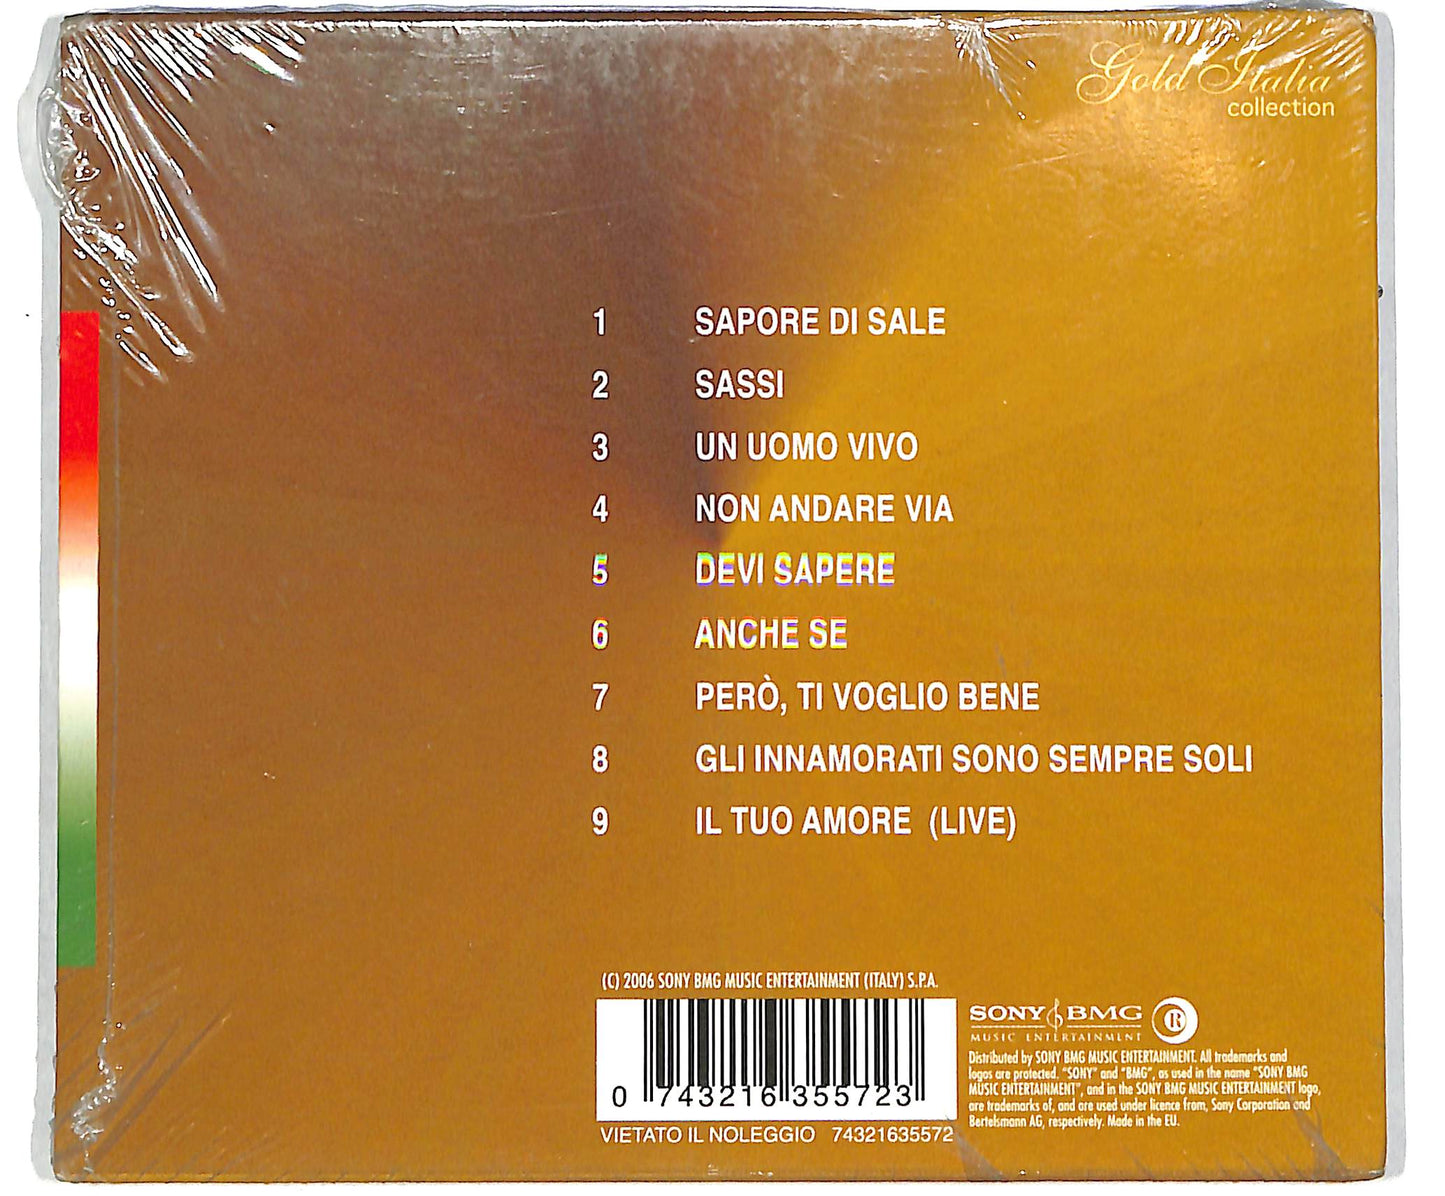 Gold Italia
collection
1 SAPORE DI SALE
2 SASSI
3 UN UOMO VIVO
4 NON ANDARE VIA
5 DEVI SAPERE
6 ANCHE SE
7 PERÒ, TI VOGLIO BENE
8 GLI INNAMORATI SONO SEMPRE SOLI
9 IL TUO AMORE (LIVE)
(C) 2006 SONY BMG MUSIC ENTERTAINMENT (ITALY) S.P.A.
SONY BMG
MUSIC ENTERTAINMENT
R
Distributed by SONY BMG MUSIC ENTERTAINMENT. All trademarks and
logos are protected. "SONY" and "BMG", as used in the name "SONY BMG
MUSIC ENTERTAINMENT", and in the SONY BMG MUSIC ENTERTAINMENT logo,
are trademarks of, and are used under licence from, Sony Corporation and
Bertelsmann AG, respectively. Made in the EU.
0 743216 355723
VIETATO IL NOLEGGIO 74321635572